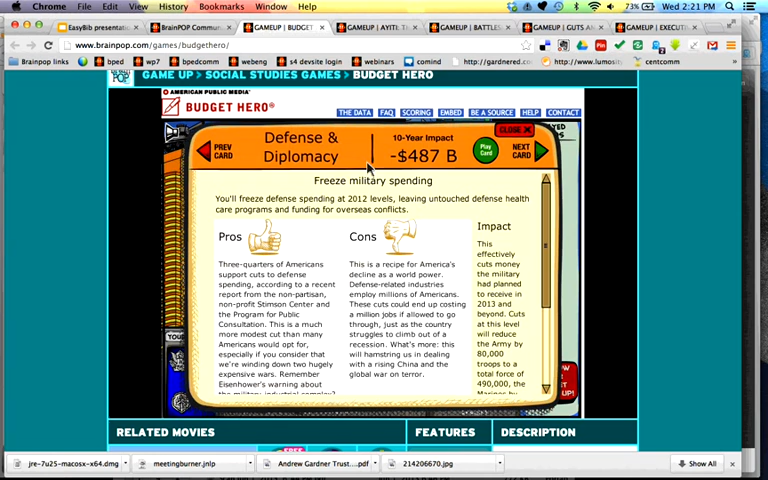 Chrome File Edit View History Bookmarks Window Help
73% Wed 2:21 PM
EasyBib presentati
BrainPOP Commun
GAMEUP | BUDGET
GAMEUP | AYITI: T
GAMEUP | BATTLES
GAMEUP | GUTS A
GAMEUP | EXECUTI
www.brainpop.com/games/budgethero/
Brainpop links
bped
wp7
bpedcomm
webeng
s4 devsite login
webinars
comind
http://gardnered.co
http://www.lumosit
centcomm
GAME UP > SOCIAL STUDIES GAMES > BUDGET HERO
AMERICAN PUBLIC MEDIA
BUDGET HERO®
THE DATA FAQ SCORING EMBED BE A SOURCE HELP CONTACT
CLOSE X
PREV CARD
Defense & Diplomacy
10-Year Impact
-$487 B
Play Card
NEXT CARD
Freeze military spending
You'll freeze defense spending at 2012 levels, leaving untouched defense health
care programs and funding for overseas conflicts.
Pros
Three-quarters of Americans
support cuts to defense
spending, according to a recent
report from the non-partisan,
non-profit Stimson Center and
the Program for Public
Consultation. This is a much
more modest cut than many
Americans would opt for,
especially if you consider that
we're winding down two hugely
expensive wars. Remember
Eisenhower's warning about
the military industrial complex?
Cons
This is a recipe for America's
decline as a world power.
Defense-related industries
employ millions of Americans.
These cuts could end up costing
a million jobs if allowed to go
through, just as the country
struggles to climb out of a
recession. What's more: this
will hamstring us in dealing
with a rising China and the
global war on terror.
Impact
This
effectively
cuts money
the military
had planned
to receive in
2013 and
beyond. Cuts
at this level
will reduce
the Army by
80,000
troops to a
total force of
490,000, the
Marines by
RELATED MOVIES
FEATURES
DESCRIPTION
FREE
jre-7u25-macosx-x64.dmg
meetingburner.jnlp
Andrew Gardner Trust....pdf
214206670.jpg
Show All